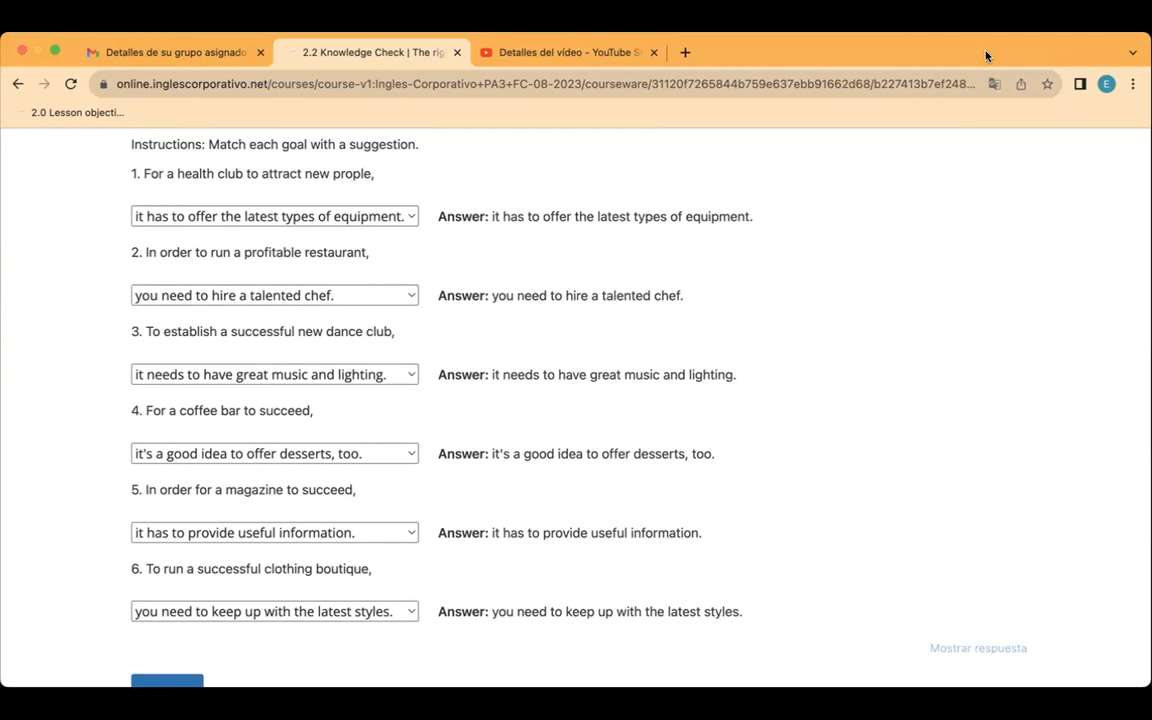 Detalles de su grupo asignado
2.2 Knowledge Check | The rig
Detalles del vídeo - YouTube S
online.inglescorporativo.net/courses/course-v1:Ingles-Corporativo+PA3+FC-08-2023/courseware/31120f7265844b759e637ebb91662d68/b227413b7ef248...
E
2.0 Lesson objecti...
Instructions: Match each goal with a suggestion.
1. For a health club to attract new prople,
it has to offer the latest types of equipment. Answer: it has to offer the latest types of equipment.
2. In order to run a profitable restaurant,
you need to hire a talented chef. Answer: you need to hire a talented chef.
3. To establish a successful new dance club,
it needs to have great music and lighting. Answer: it needs to have great music and lighting.
4. For a coffee bar to succeed,
it's a good idea to offer desserts, too. Answer: it's a good idea to offer desserts, too.
5. In order for a magazine to succeed,
it has to provide useful information. Answer: it has to provide useful information.
6. To run a successful clothing boutique,
you need to keep up with the latest styles. Answer: you need to keep up with the latest styles.
Mostrar respuesta